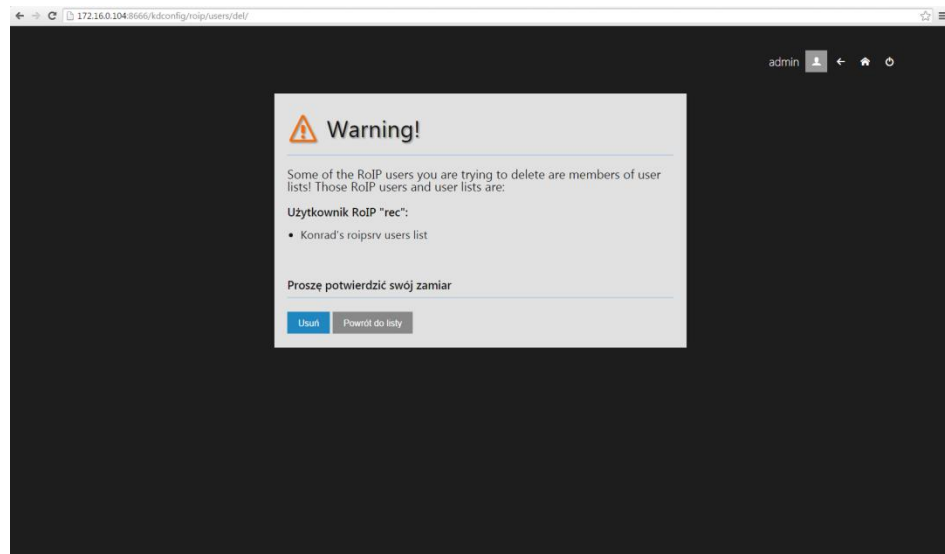 172.16.0.104:8666/kdconfig/roip/users/del/
admin
Warning!
Some of the RoIP users you are trying to delete are members of user
lists! Those RoIP users and user lists are:
Użytkownik RoIP "rec":
• Konrad's roipsrv users list
Proszę potwierdzić swój zamiar
Usuń Powrót do listy